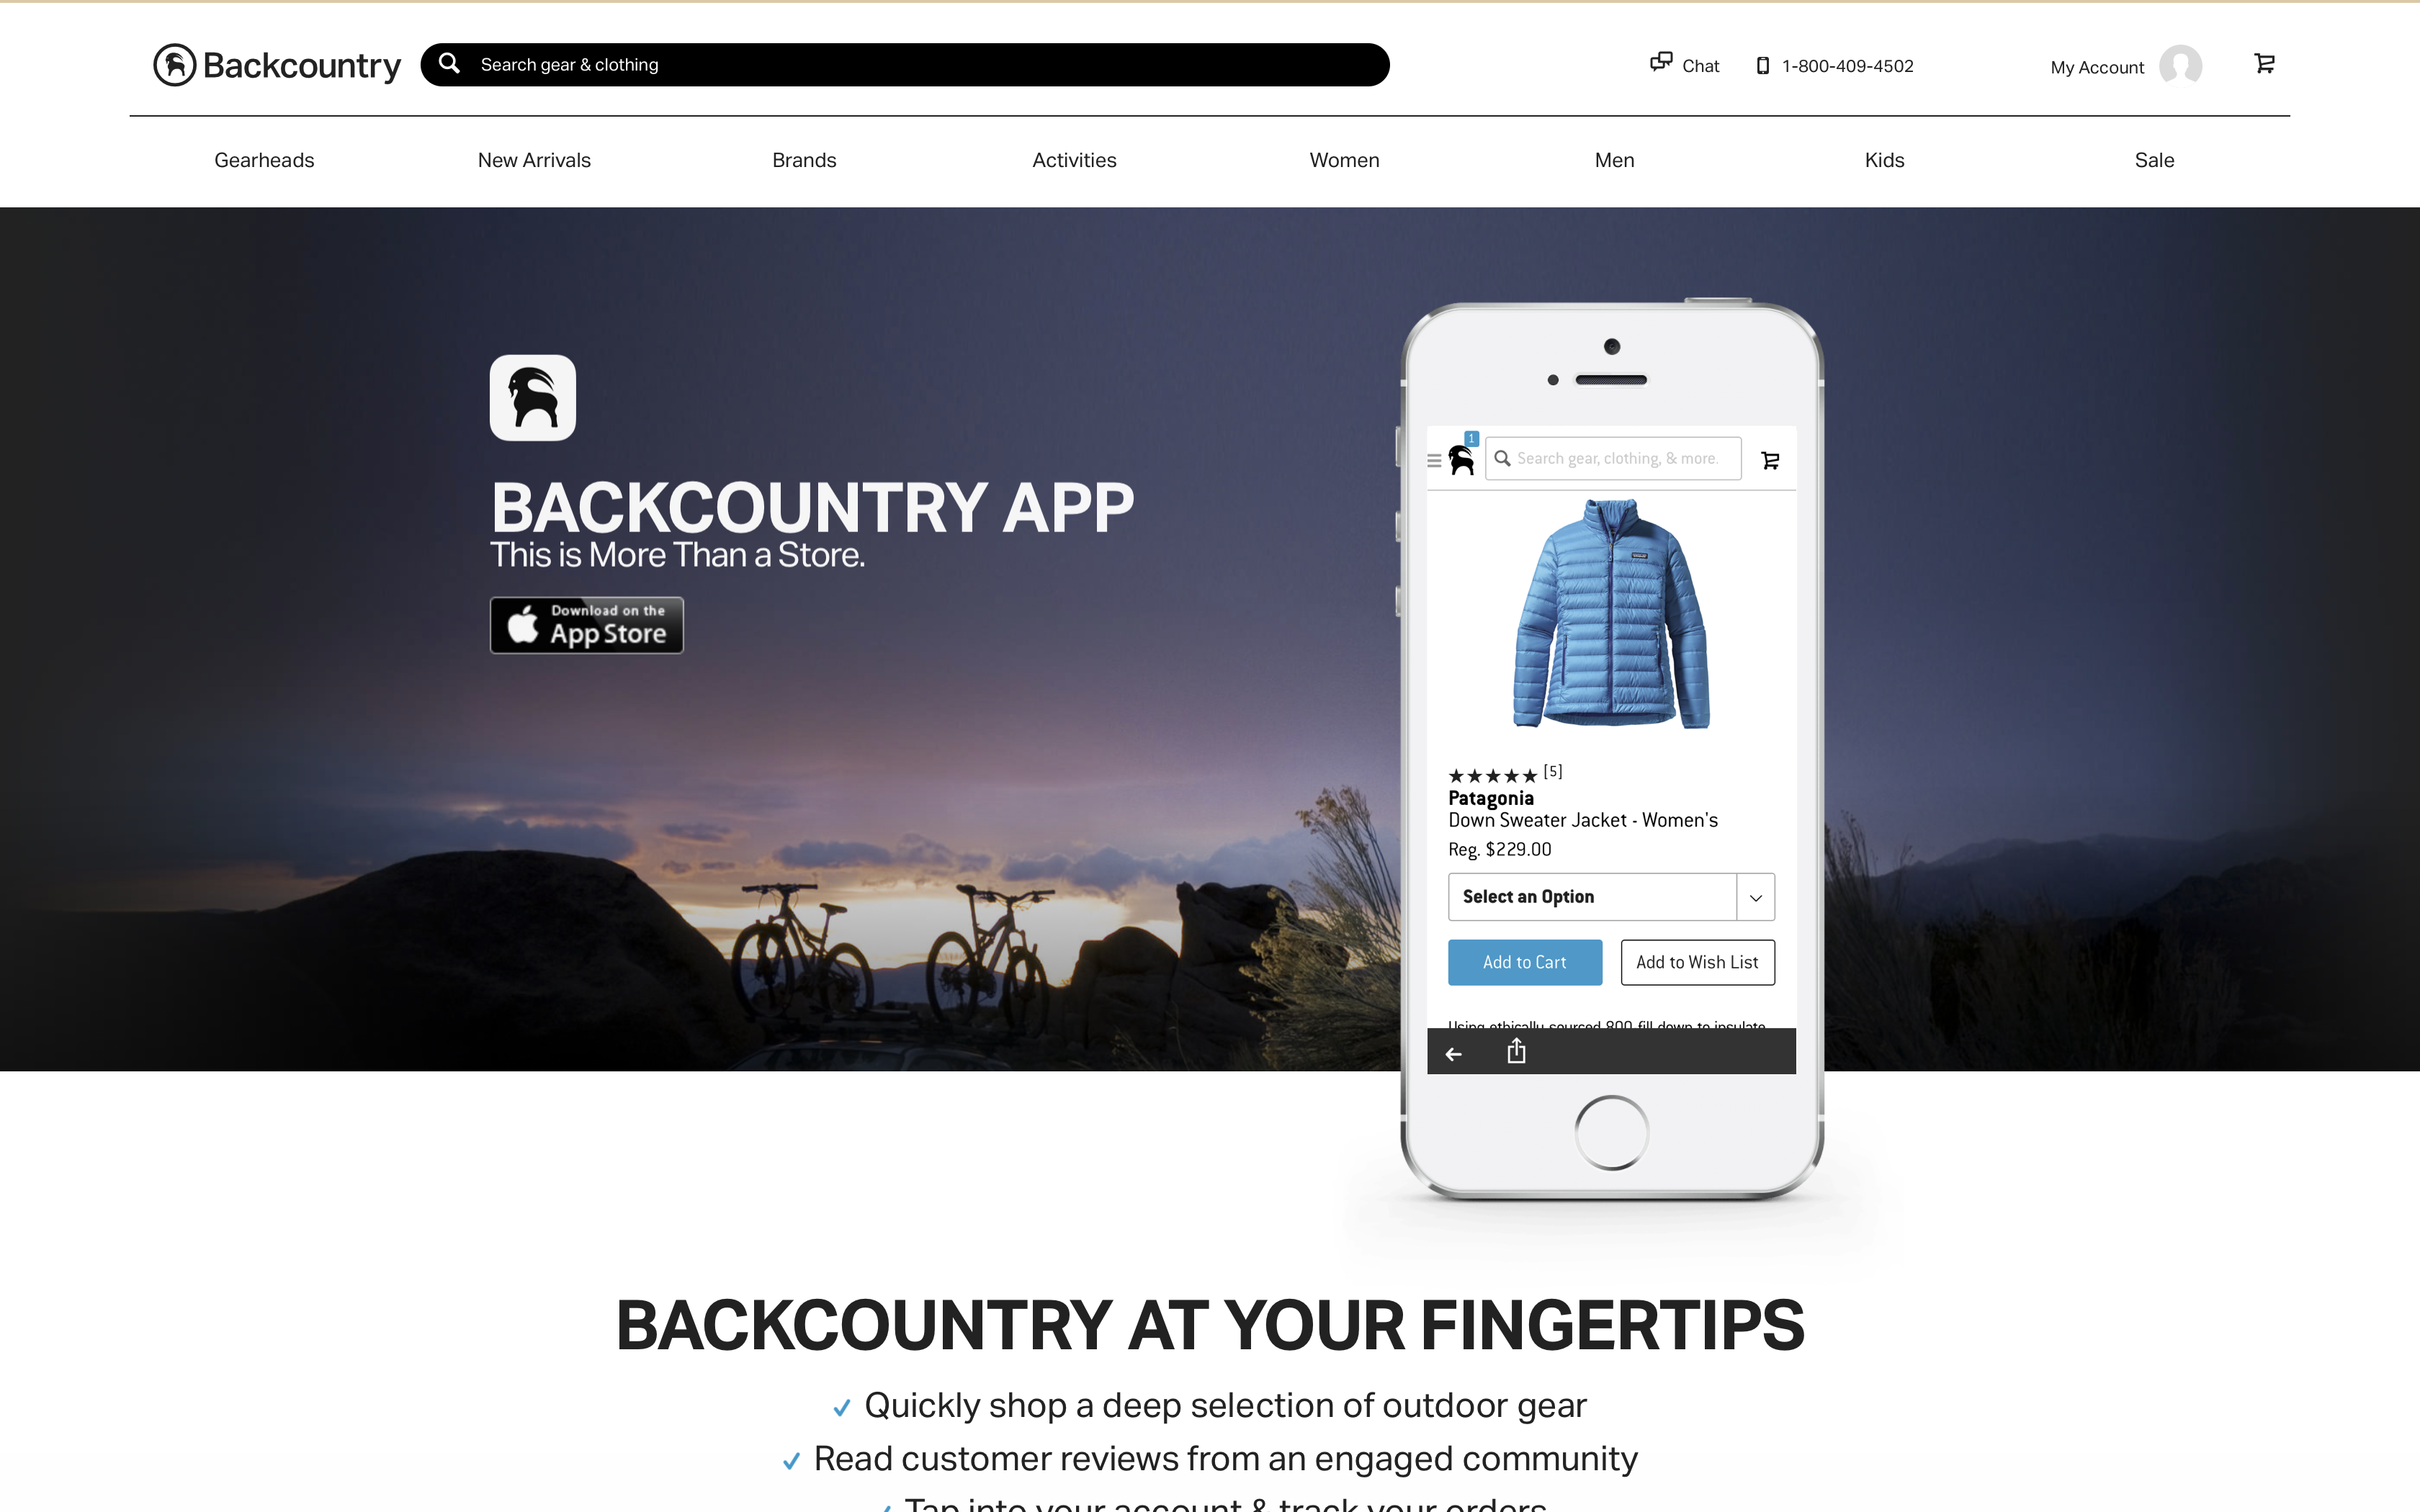 Backcountry
Search gear & clothing
Chat
1-800-409-4502
My Account
Gearheads
New Arrivals
Brands
Activities
Women
Men
Kids
Sale
BACKCOUNTRY APP
This is More Than a Store.
Download on the
App Store
1
Search gear, clothing, & more.
[5]
Patagonia
Down Sweater Jacket - Women's
Reg. $229.00
Select an Option
Add to Cart
Add to Wish List
Using ethically sourced 800-fill down to insulate
BACKCOUNTRY AT YOUR FINGERTIPS
Quickly shop a deep selection of outdoor gear
Read customer reviews from an engaged community
Tap into your account & track your orders